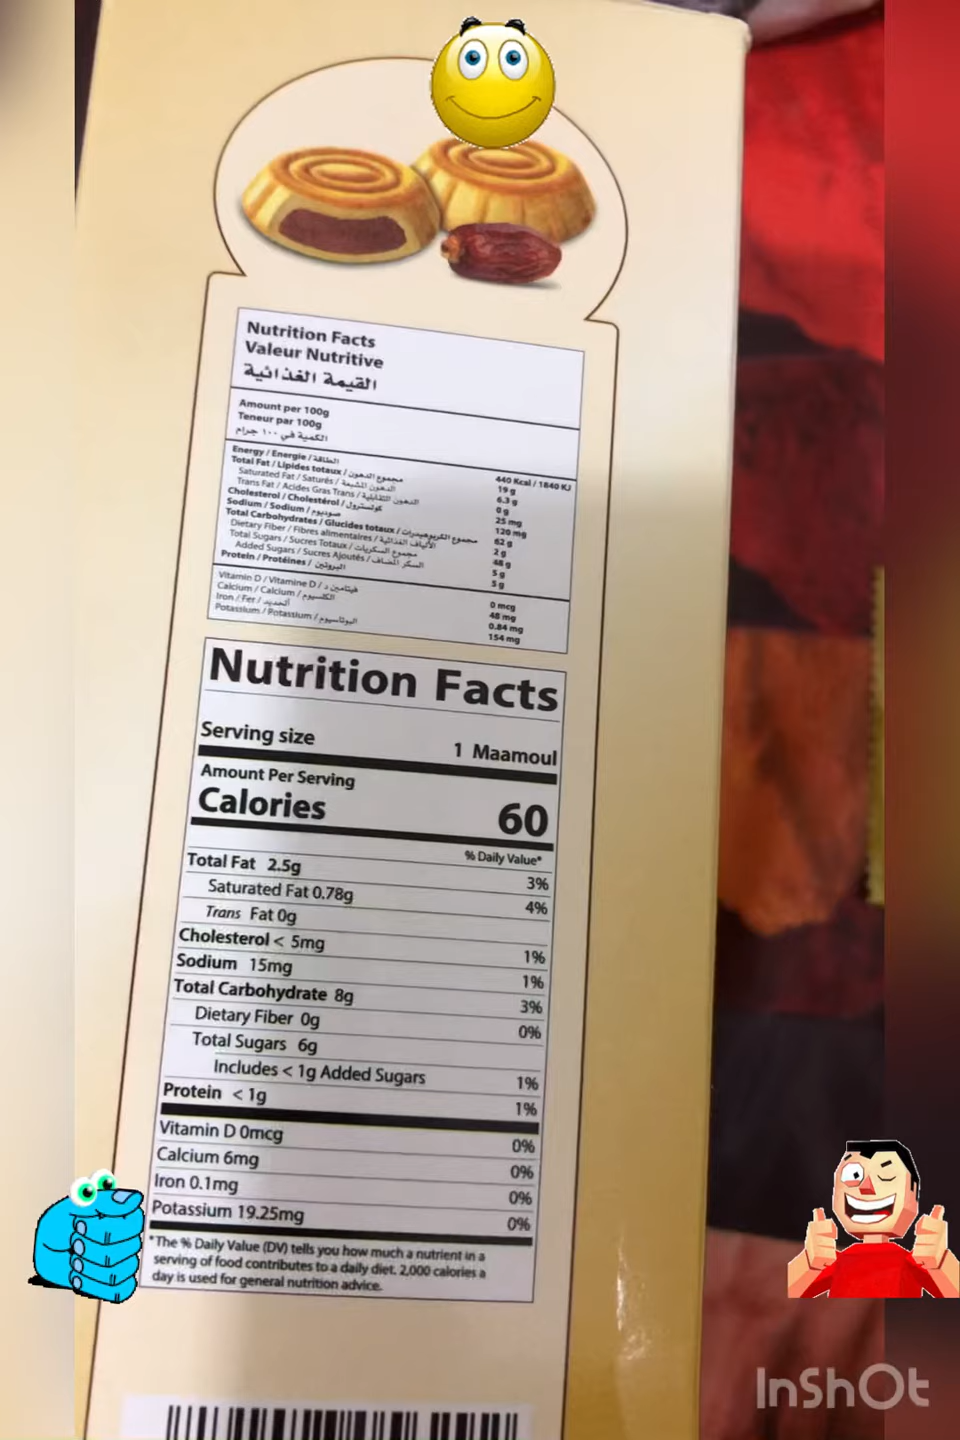 Nutrition Facts
Valeur Nutritive
القيمة الغذائية
Amount per 100g
Teneur par 100g
الكمية في ١٠٠ جرام
Energy / Energie / الطاقة 440 Kcal / 1840 KJ
Total Fat / Lipides totaux / مجموع الدهون 19 g
Saturated Fat / Saturés / الدهون المشبعة 6.3 g
Trans Fat / Acides Gras Trans / الدهون التقابلية 0 g
Cholesterol / Cholestérol / كولسترول 25 mg
Sodium / Sodium / صوديوم 120 mg
Total Carbohydrates / Glucides totaux / مجموع الكربوهيدرات 62 g
Dietary Fiber / Fibres alimentaires / الألياف الغذائية 2 g
Total Sugars / Sucres Totaux / مجموع السكريات 48 g
Added Sugars / Sucres Ajoutés / السكر المضاف 5 g
Protein / Protéines / البروتين 5 g
Vitamin D / Vitamine D / فيتامين د 0 mcg
Calcium / Calcium / الكلسيوم 48 mg
Iron / Fer / الحديد 0.84 mg
Potassium / Potassium / البوتاسيوم 154 mg
Nutrition Facts
Serving size 1 Maamoul
Amount Per Serving
Calories 60
% Daily Value*
Total Fat 2.5g 3%
Saturated Fat 0.78g 4%
Trans Fat 0g
Cholesterol < 5mg 1%
Sodium 15mg 1%
Total Carbohydrate 8g 3%
Dietary Fiber 0g 0%
Total Sugars 6g
Includes < 1g Added Sugars 1%
Protein < 1g 1%
Vitamin D 0mcg 0%
Calcium 6mg 0%
Iron 0.1mg 0%
Potassium 19.25mg 0%
*The % Daily Value (DV) tells you how much a nutrient in a
serving of food contributes to a daily diet. 2,000 calories a
day is used for general nutrition advice.
InShOt